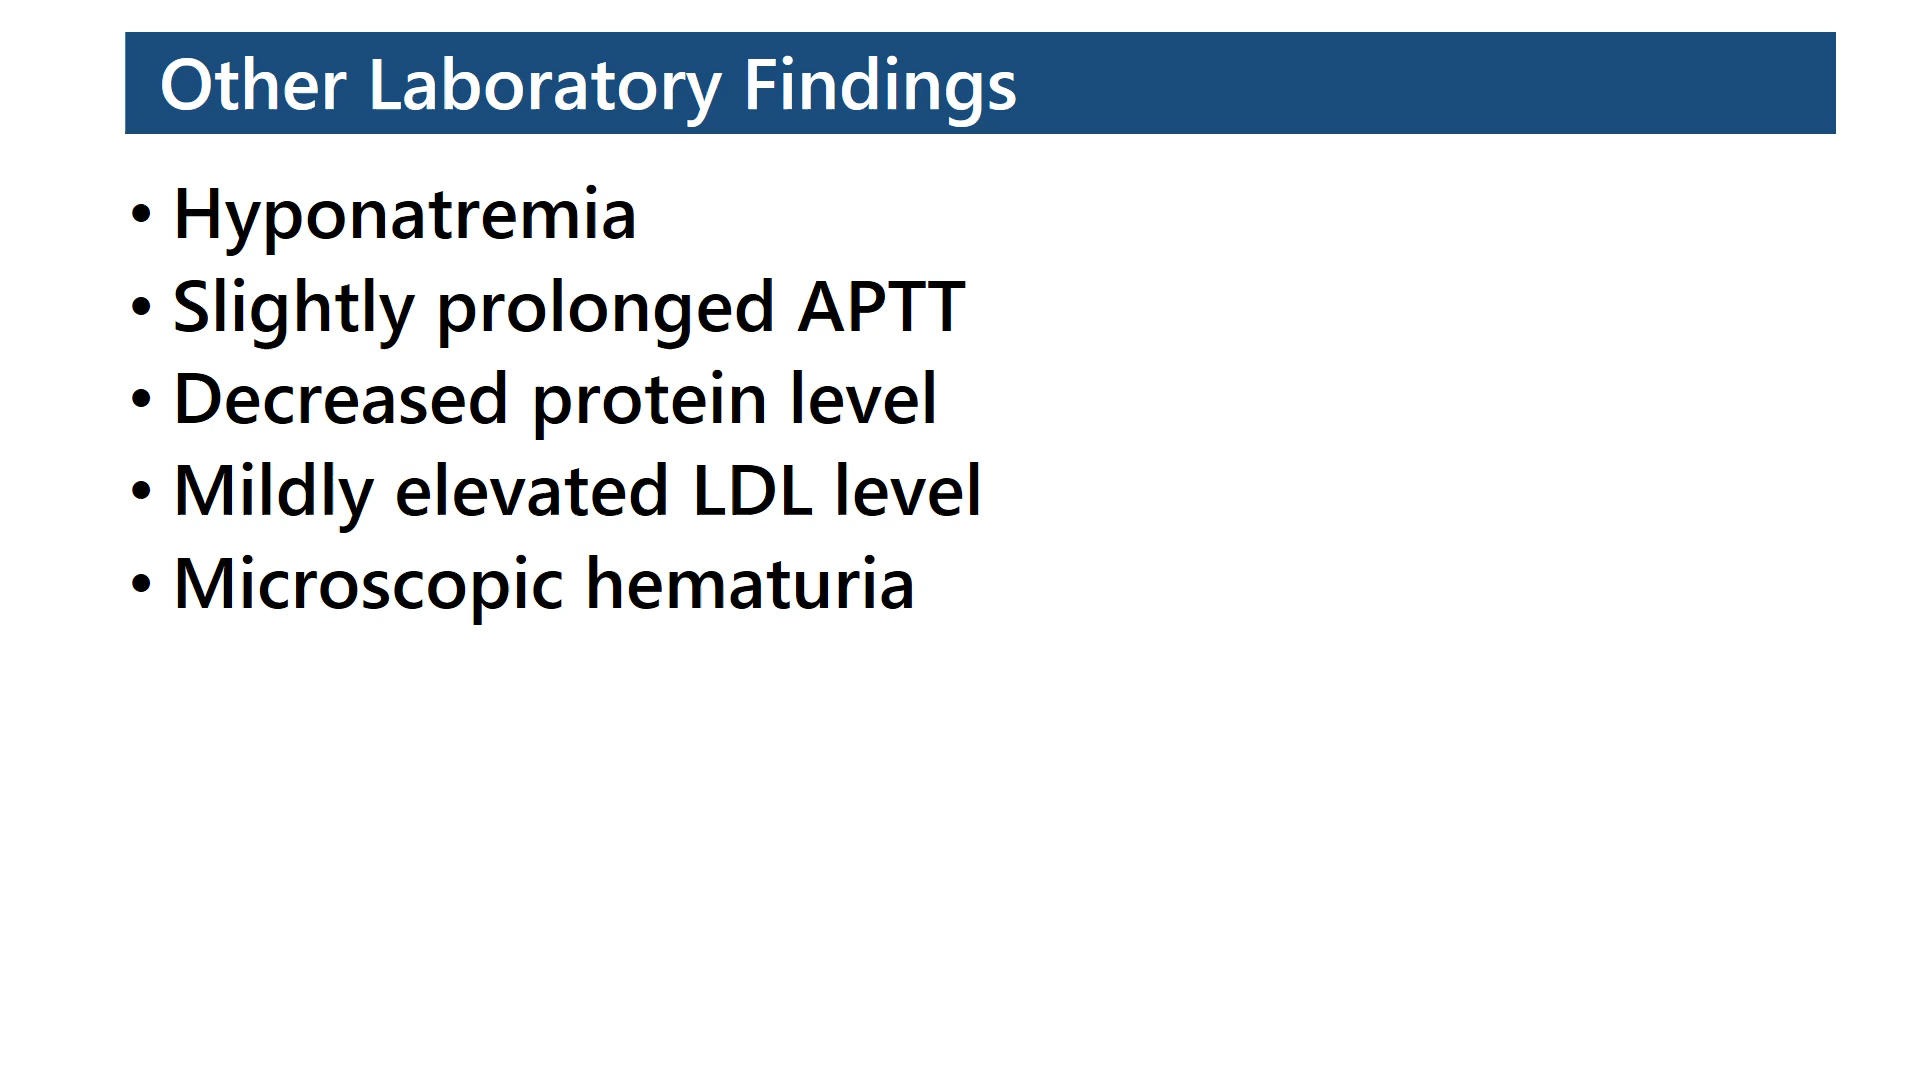 Other Laboratory Findings
• Hyponatremia
• Slightly prolonged APTT
• Decreased protein level
• Mildly elevated LDL level
• Microscopic hematuria